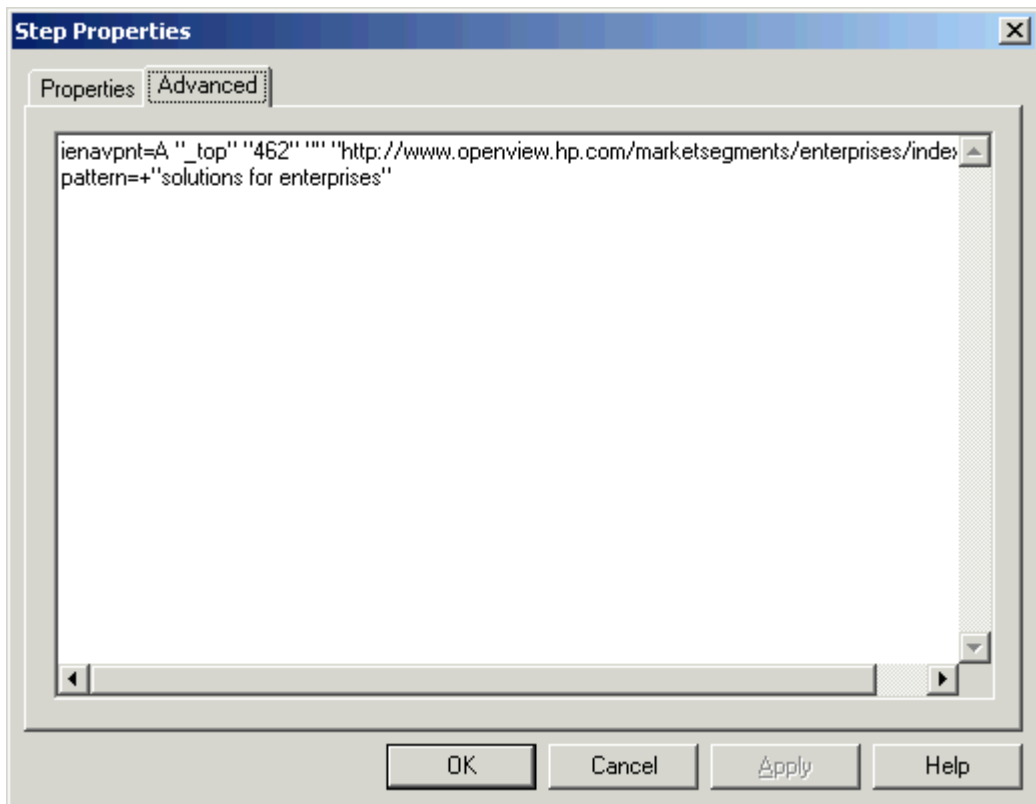 Step Properties
Properties
Advanced
ienavpnt=A "_top" "462" "" "http://www.openview.hp.com/marketsegments/enterprises/index
pattern=+"solutions for enterprises"
OK
Cancel
Apply
Help